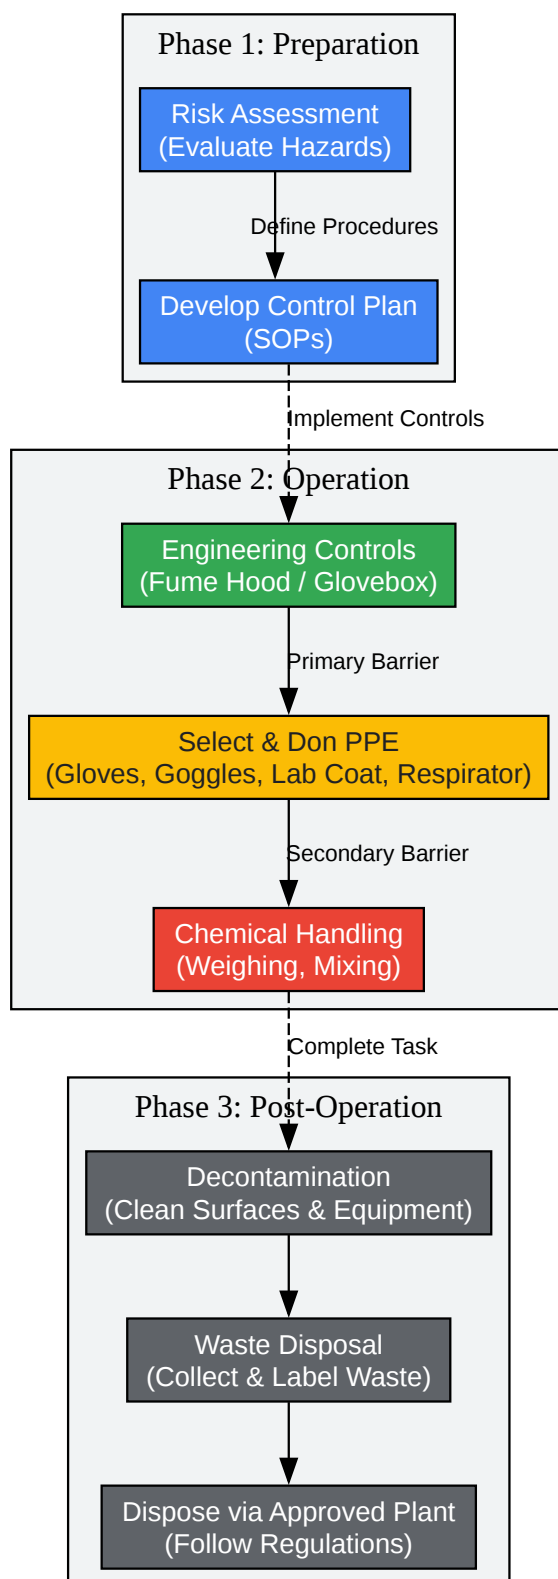 Phase 1: Preparation
Risk Assessment
(Evaluate Hazards)
Define Procedures
Develop Control Plan
(SOPs)
Implement Controls
Phase 2: Operation
Engineering Controls
(Fume Hood / Glovebox)
Primary Barrier
Select & Don PPE
(Gloves, Goggles, Lab Coat, Respirator)
Secondary Barrier
Chemical Handling
(Weighing, Mixing)
Complete Task
Phase 3: Post-Operation
Decontamination
(Clean Surfaces & Equipment)
Waste Disposal
(Collect & Label Waste)
Dispose via Approved Plant
(Follow Regulations)